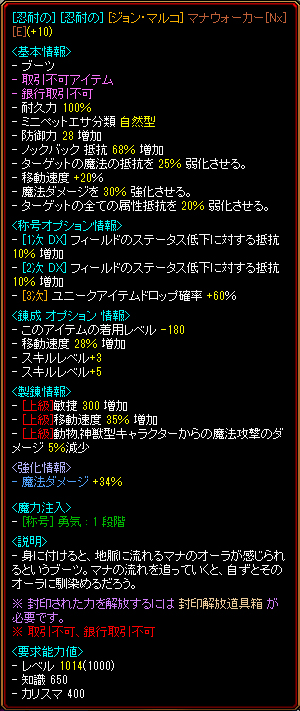 [忍耐の] [忍耐の] [ジョン・マルコ] マナウォーカー[Nx]
[E](+10)
<基本情報>
- ブーツ
- 取引不可アイテム
- 銀行取引不可
- 耐久力 100%
- ミニペットエサ分類 自然型
- 防御力 28 増加
- ノックバック 抵抗 68% 増加
- ターゲットの魔法の抵抗を 25% 弱化させる。
- 移動速度 +20%
- 魔法ダメージを 30% 強化させる。
- ターゲットの全ての属性抵抗を 20% 弱化させる。
<称号オプション情報>
- [1次 DX] フィールドのステータス低下に対する抵抗
10% 増加
- [2次 DX] フィールドのステータス低下に対する抵抗
10% 増加
- [3次] ユニークアイテムドロップ確率 +60%
<錬成 オプション 情報>
- このアイテムの着用レベル -180
- 移動速度 28% 増加
- スキルレベル+3
- スキルレベル+5
<製錬情報>
- [上級]敏捷 300 増加
- [上級]移動速度 35% 増加
- [上級]動物,神獣型キャラクターからの魔法攻撃のダ
メージ 5%減少
<強化情報>
- 魔法ダメージ +34%
<魔力注入>
- [称号] 勇気 : 1 段階
<説明>
- 身に付けると、地脈に流れるマナのオーラが感じられ
るというブーツ。マナの流れを追っていくと、自ずとその
オーラに馴染めるだろう。
※ 封印された力を解放するには 封印解放道具箱 が
必要です。
※ 取引不可、銀行取引不可
<要求能力値>
- レベル 1014(1000)
- 知識 650
- カリスマ 400